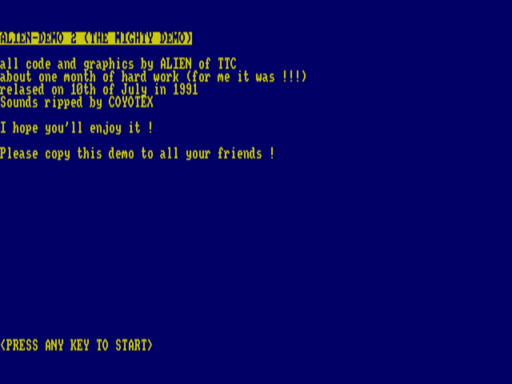 ALIEN-DEMO 2 (THE MIGHTY DEMO)
all code and graphics by ALIEN of TTC
about one month of hard work (for me it was !!!)
relased on 10th of July in 1991
Sounds ripped by COYOTEX
I hope you'll enjoy it !
Please copy this demo to all your friends !
<PRESS ANY KEY TO START>